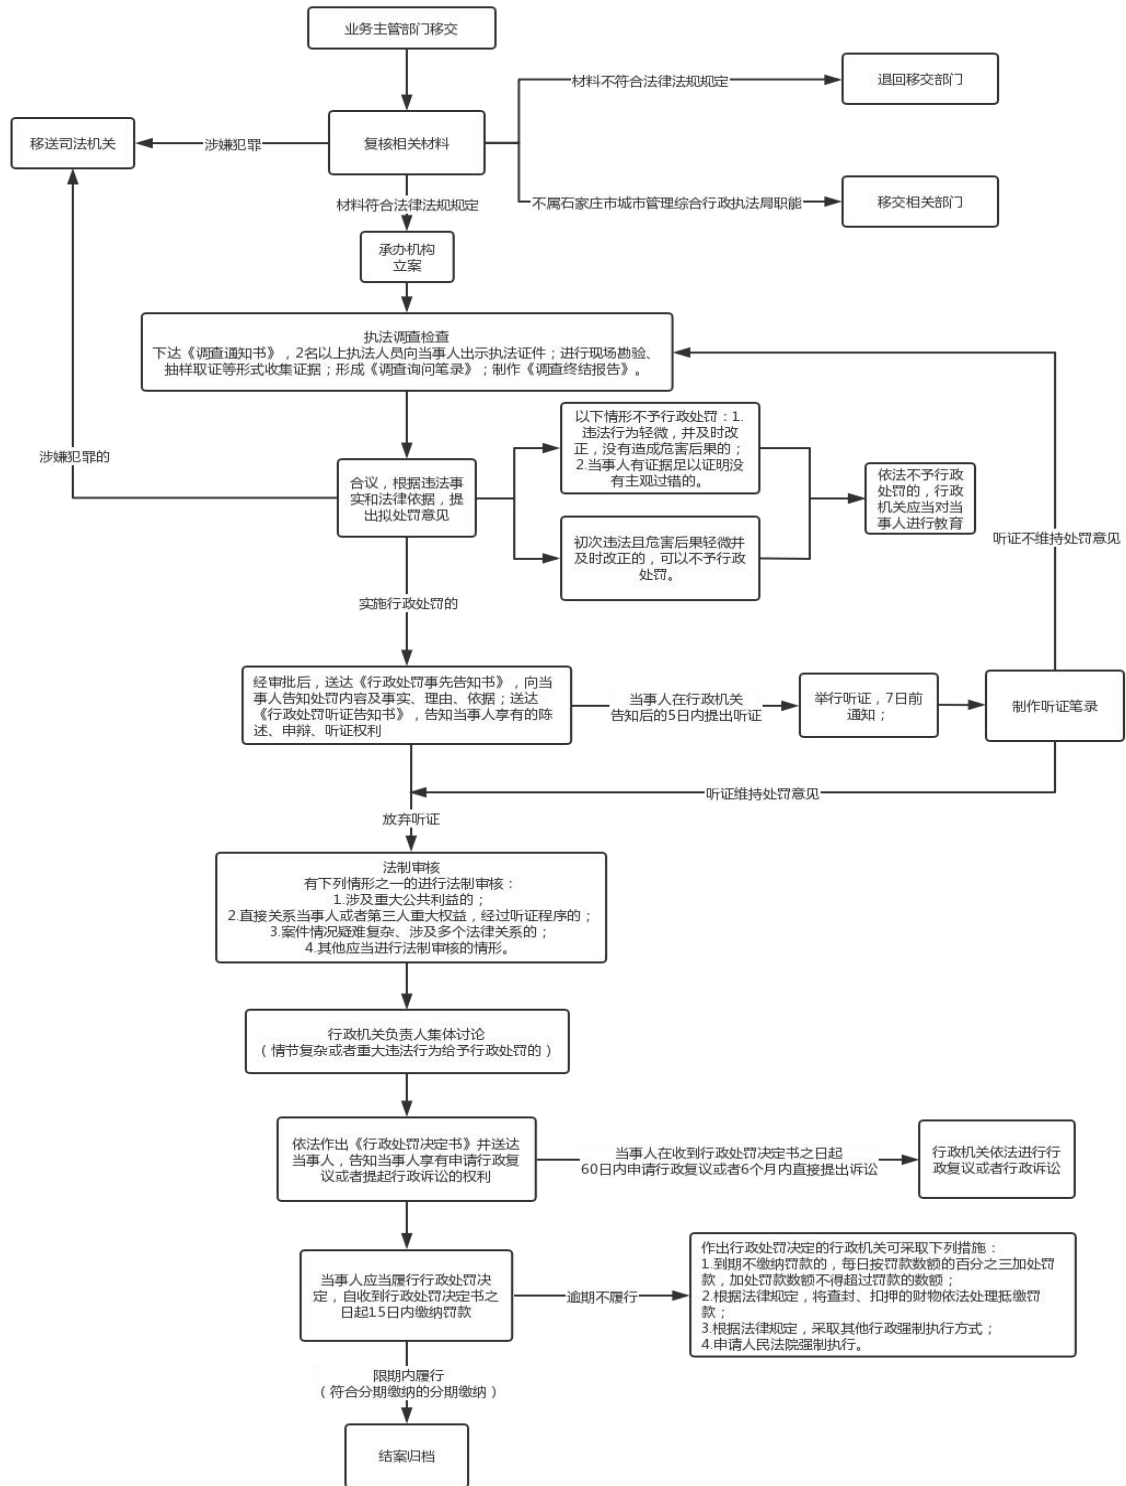 业务主管部门移交
材料不符合法律法规规定
退回移交部门
移送司法机关
涉嫌犯罪
复核相关材料
不属石家庄市城市管理综合行政执法局职能
移交相关部门
材料符合法律法规规定
承办机构
立案
执法调查检查
下达《调查通知书》，2名以上执法人员向当事人出示执法证件；进行现场勘验、
抽样取证等形式收集证据；形成《调查询问笔录》；制作《调查终结报告》。
涉嫌犯罪的
合议，根据违法事
实和法律依据，提
出拟处罚意见
以下情形不予行政处罚：1.
违法行为轻微，并及时改
正，没有造成危害后果的；
2.当事人有证据足以证明没
有主观过错的。
初次违法且危害后果轻微并
及时改正的，可以不予行政
处罚。
依法不予行政
处罚的，行政
机关应当对当
事人进行教育
听证不维持处罚意见
实施行政处罚的
经审批后，送达《行政处罚事先告知书》，向当
事人告知处罚内容及事实、理由、依据；送达
《行政处罚听证告知书》，告知当事人享有的陈
述、申辩、听证权利
当事人在行政机关
告知后的5日内提出听证
举行听证，7日前
通知；
制作听证笔录
听证维持处罚意见
放弃听证
法制审核
有下列情形之一的进行法制审核：
1.涉及重大公共利益的；
2.直接关系当事人或者第三人重大权益，经过听证程序的；
3.案件情况疑难复杂、涉及多个法律关系的；
4.其他应当进行法制审核的情形。
行政机关负责人集体讨论
（情节复杂或者重大违法行为给予行政处罚的）
依法作出《行政处罚决定书》并送达
当事人，告知当事人享有申请行政复
议或者提起行政诉讼的权利
当事人在收到行政处罚决定书之日起
60日内申请行政复议或者6个月内直接提出诉讼
行政机关依法进行行
政复议或者行政诉讼
当事人应当履行行政处罚决
定，自收到行政处罚决定书之
日起15日内缴纳罚款
逾期不履行
作出行政处罚决定的行政机关可采取下列措施：
1.到期不缴纳罚款的，每日按罚款数额的百分之三加处罚
款，加处罚款数额不得超过罚款的数额；
2.根据法律规定，将查封、扣押的财物依法处理抵缴罚
款；
3.根据法律规定，采取其他行政强制执行方式；
4.申请人民法院强制执行。
限期内履行
（符合分期缴纳的分期缴纳）
结案归档